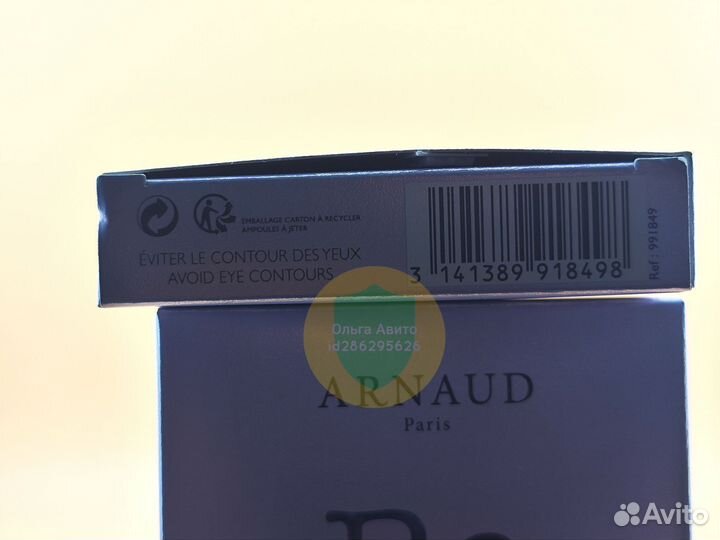 EMBALLAGE CARTON À RECYCLER
AMPOULES À JETER
ÉVITER LE CONTOUR DES YEUX
AVOID EYE CONTOURS
3 141389 918498
Ref : 991849
Ольга Авито
id286295626
ARNAUD
Paris
Avito